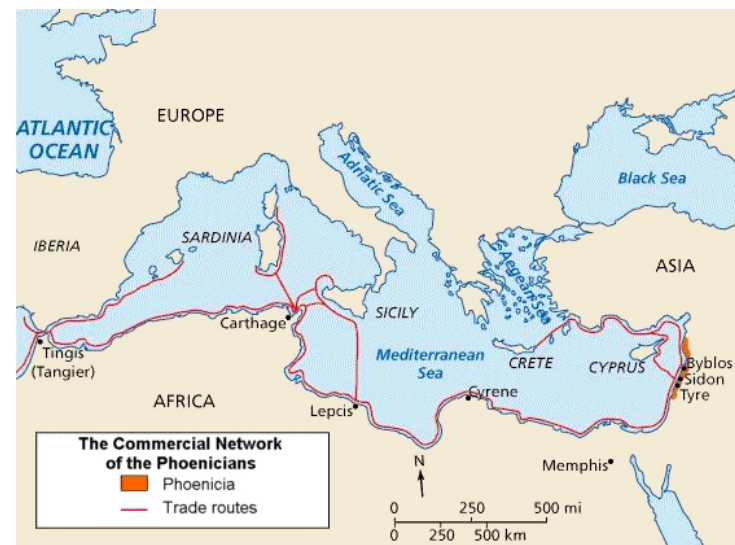 EUROPE
ATLANTIC
OCEAN
Adriatic Sea
Black Sea
IBERIA
SARDINIA
Aegean Sea
ASIA
Carthage
SICILY
Tingis
(Tangier)
Mediterranean
Sea
CRETE
CYPRUS
Byblos
Sidon
Tyre
AFRICA
Lepcis
Cyrene
The Commercial Network
of the Phoenicians
Phoenicia
Trade routes
N
Memphis
0 250 500 mi
0 250 500 km